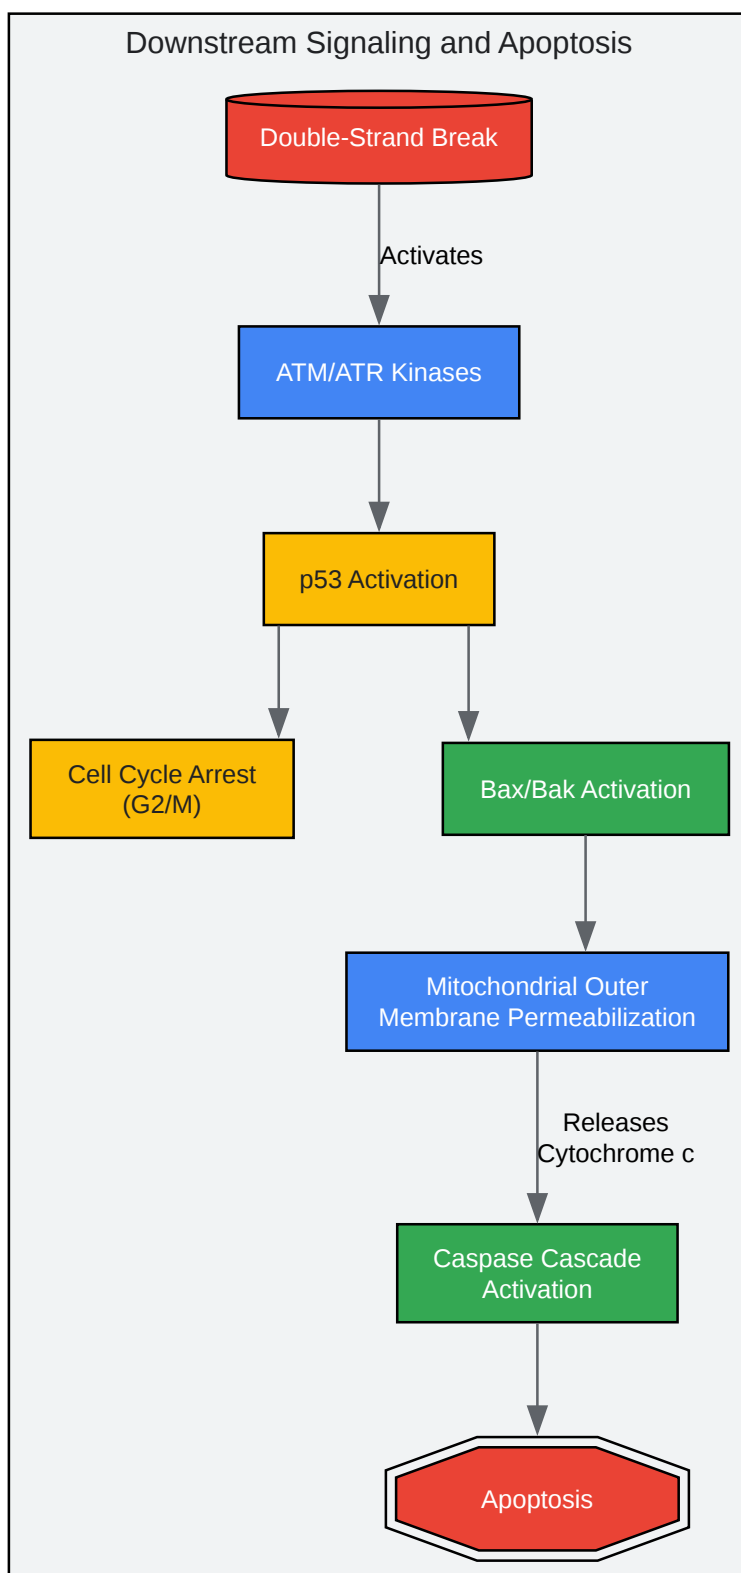 Downstream Signaling and Apoptosis
Double-Strand Break
Activates
ATM/ATR Kinases
p53 Activation
Cell Cycle Arrest
(G2/M)
Bax/Bak Activation
Mitochondrial Outer
Membrane Permeabilization
Releases
Cytochrome c
Caspase Cascade
Activation
Apoptosis